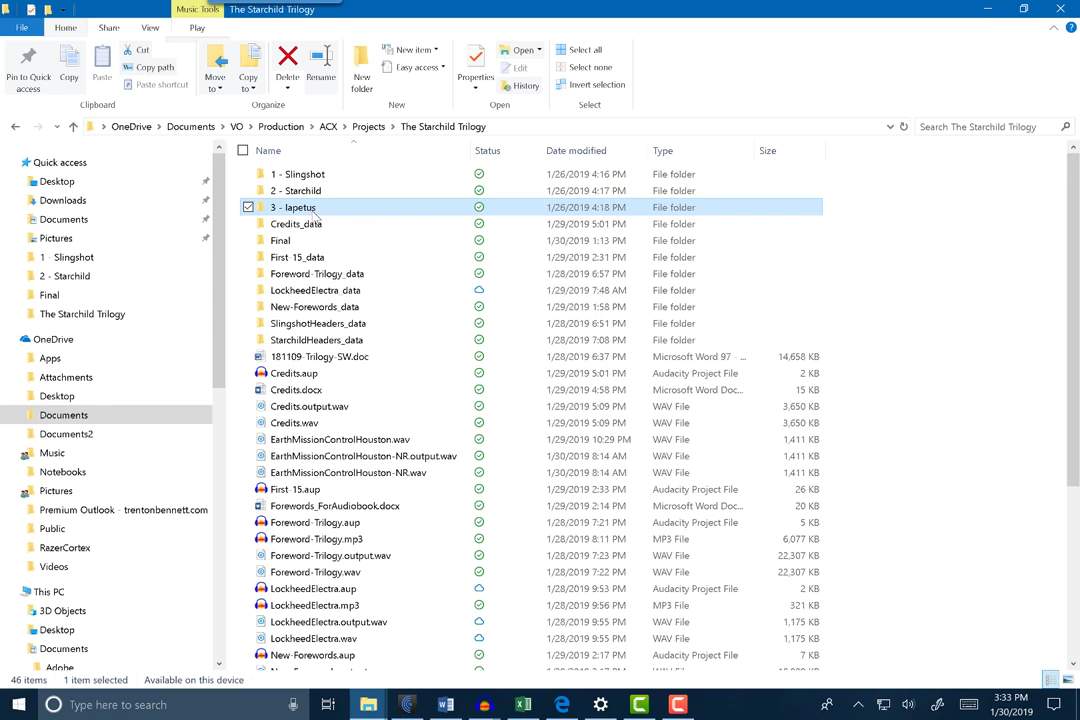 Music Tools The Starchild Trilogy
File Home Share View Play
Pin to Quick access Copy Paste Cut Copy path Paste shortcut Clipboard
Move to Copy to Delete Rename Organize
New folder New item Easy access New
Properties Open Edit History Open
Select all Select none Invert selection Select
OneDrive Documents VO Production ACX Projects The Starchild Trilogy Search The Starchild Trilogy
Quick access
Desktop
Downloads
Documents
Pictures
1 - Slingshot
2 - Starchild
Final
The Starchild Trilogy
OneDrive
Apps
Attachments
Desktop
Documents
Documents2
Music
Notebooks
Pictures
Premium Outlook - trentonbennett.com
Public
RazerCortex
Videos
This PC
3D Objects
Desktop
Documents
Adobe
Name Status Date modified Type Size
1 - Slingshot 1/26/2019 4:16 PM File folder
2 - Starchild 1/26/2019 4:17 PM File folder
3 - Iapetus 1/26/2019 4:18 PM File folder
Credits_data 1/29/2019 5:01 PM File folder
Final 1/30/2019 1:13 PM File folder
First-15_data 1/29/2019 2:31 PM File folder
Foreword-Trilogy_data 1/28/2019 6:57 PM File folder
LockheedElectra_data 1/29/2019 7:48 AM File folder
New-Forewords_data 1/29/2019 1:58 PM File folder
SlingshotHeaders_data 1/28/2019 6:51 PM File folder
StarchildHeaders_data 1/28/2019 7:08 PM File folder
181109-Trilogy-SW.doc 1/28/2019 6:37 PM Microsoft Word 97 - ... 14,658 KB
Credits.aup 1/29/2019 5:01 PM Audacity Project File 2 KB
Credits.docx 1/29/2019 4:58 PM Microsoft Word Doc... 15 KB
Credits.output.wav 1/29/2019 5:09 PM WAV File 3,650 KB
Credits.wav 1/29/2019 5:09 PM WAV File 3,650 KB
EarthMissionControlHouston.wav 1/29/2019 10:29 PM WAV File 1,411 KB
EarthMissionControlHouston-NR.output.wav 1/30/2019 8:14 AM WAV File 1,411 KB
EarthMissionControlHouston-NR.wav 1/30/2019 8:14 AM WAV File 1,411 KB
First-15.aup 1/29/2019 2:33 PM Audacity Project File 26 KB
Forewords_ForAudiobook.docx 1/29/2019 2:14 PM Microsoft Word Doc... 20 KB
Foreword-Trilogy.aup 1/28/2019 7:21 PM Audacity Project File 5 KB
Foreword-Trilogy.mp3 1/28/2019 8:11 PM MP3 File 6,077 KB
Foreword-Trilogy.output.wav 1/28/2019 7:23 PM WAV File 22,307 KB
Foreword-Trilogy.wav 1/28/2019 7:22 PM WAV File 22,307 KB
LockheedElectra.aup 1/28/2019 9:58 PM Audacity Project File 2 KB
LockheedElectra.mp3 1/28/2019 9:56 PM MP3 File 321 KB
LockheedElectra.output.wav 1/28/2019 9:55 PM WAV File 1,175 KB
LockheedElectra.wav 1/28/2019 9:55 PM WAV File 1,175 KB
New-Forewords.aup 1/29/2019 2:17 PM Audacity Project File 7 KB
46 items 1 item selected Available on this device
Type here to search
3:33 PM
1/30/2019